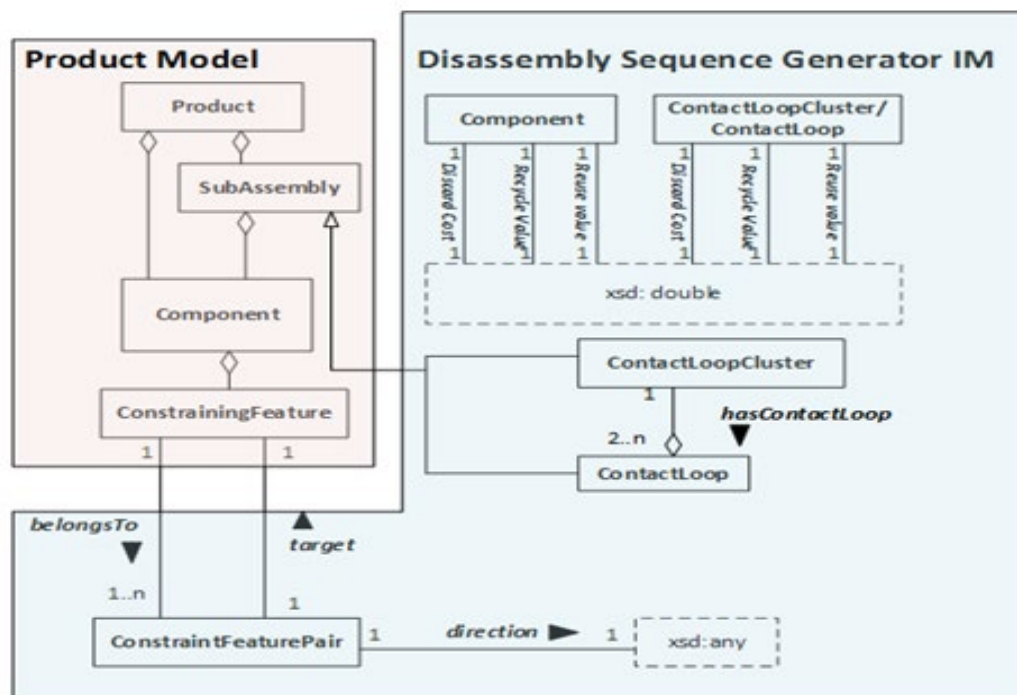 Product Model
Product
SubAssembly
Component
ConstrainingFeature
1
1
Disassembly Sequence Generator IM
Component
ContactLoopCluster/
ContactLoop
1
1
1
1
1
1
Discard Cost
Recycle Value
Reuse value
Discard Cost
Recycle Value
Reuse value
1
1
1
1
1
1
xsd: double
ContactLoopCluster
1
hasContactLoop
2..n
ContactLoop
belongsTo
target
1..n
1
ConstraintFeaturePair
1
direction
1
xsd:any